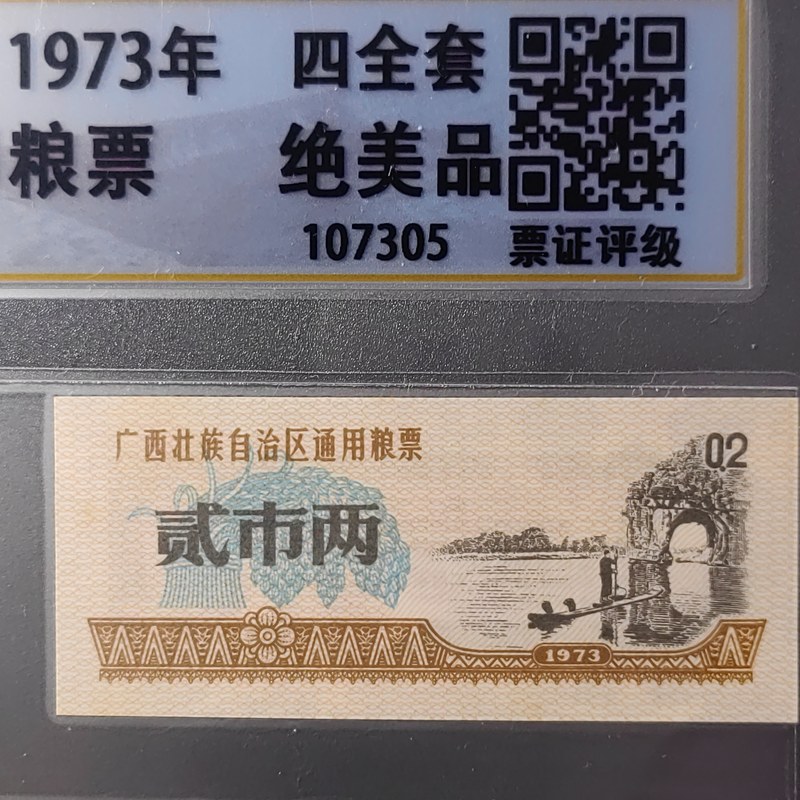 1973年 四全套
粮票 绝美品
107305 票证评级
广西壮族自治区通用粮票
0.2
贰市两
1973